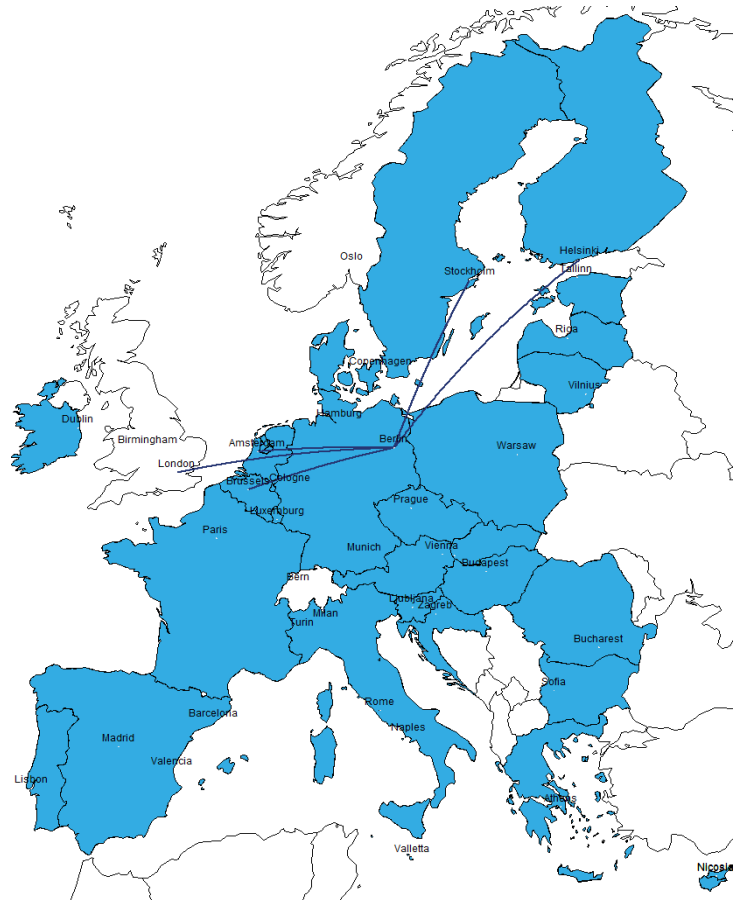 Helsinki
Oslo
Tallinn
Stockholm
Riga
Copenhagen
Vilnius
Hamburg
Dublin
Birmingham
Amsterdam
Berlin
Warsaw
London
Brussels
Cologne
Prague
Luxemburg
Paris
Munich
Vienna
Budapest
Bern
Ljubljana
Zagreb
Milan
Turin
Bucharest
Sofia
Rome
Barcelona
Naples
Madrid
Valencia
Lisbon
Athens
Valletta
Nicosia